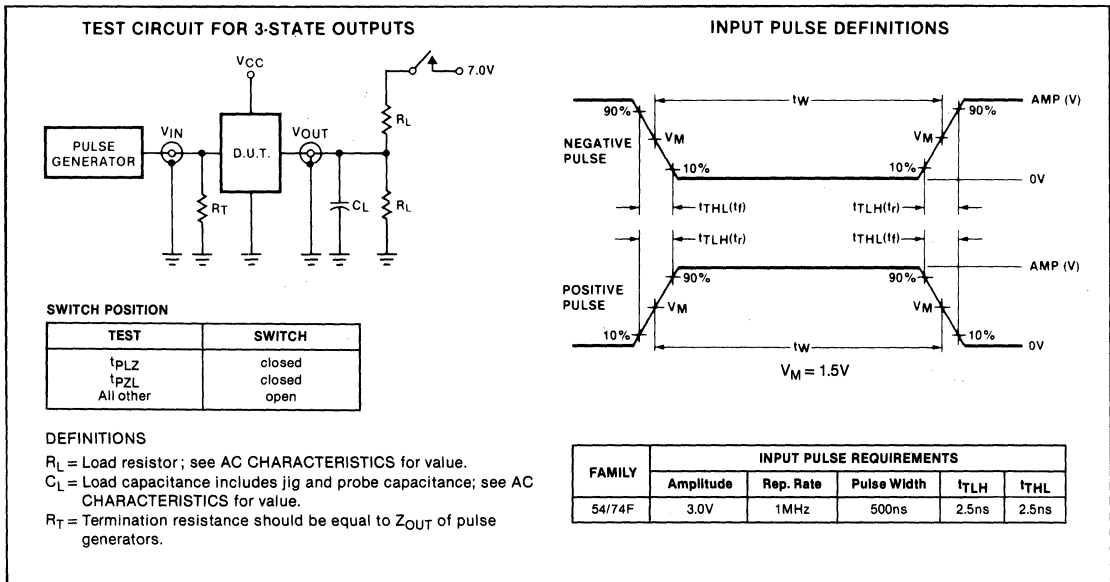 TEST CIRCUIT FOR 3-STATE OUTPUTS
VCC
7.0V
RL
PULSE GENERATOR
VIN
D.U.T.
VOUT
RT
CL
RL
SWITCH POSITION
TEST SWITCH
tPLZ closed
tPZL closed
All other open
DEFINITIONS
RL = Load resistor; see AC CHARACTERISTICS for value.
CL = Load capacitance includes jig and probe capacitance; see AC
CHARACTERISTICS for value.
RT = Termination resistance should be equal to ZOUT of pulse
generators.
INPUT PULSE DEFINITIONS
tW
AMP (V)
90%
90%
NEGATIVE
PULSE
VM
VM
10%
10%
0V
tTHL(tf)
tTLH(tr)
tTLH(tr)
tTHL(tf)
AMP (V)
90%
90%
POSITIVE
PULSE
VM
VM
10%
10%
tW
0V
VM = 1.5V
FAMILY
INPUT PULSE REQUIREMENTS
Amplitude Rep. Rate Pulse Width tTLH tTHL
54/74F 3.0V 1MHz 500ns 2.5ns 2.5ns